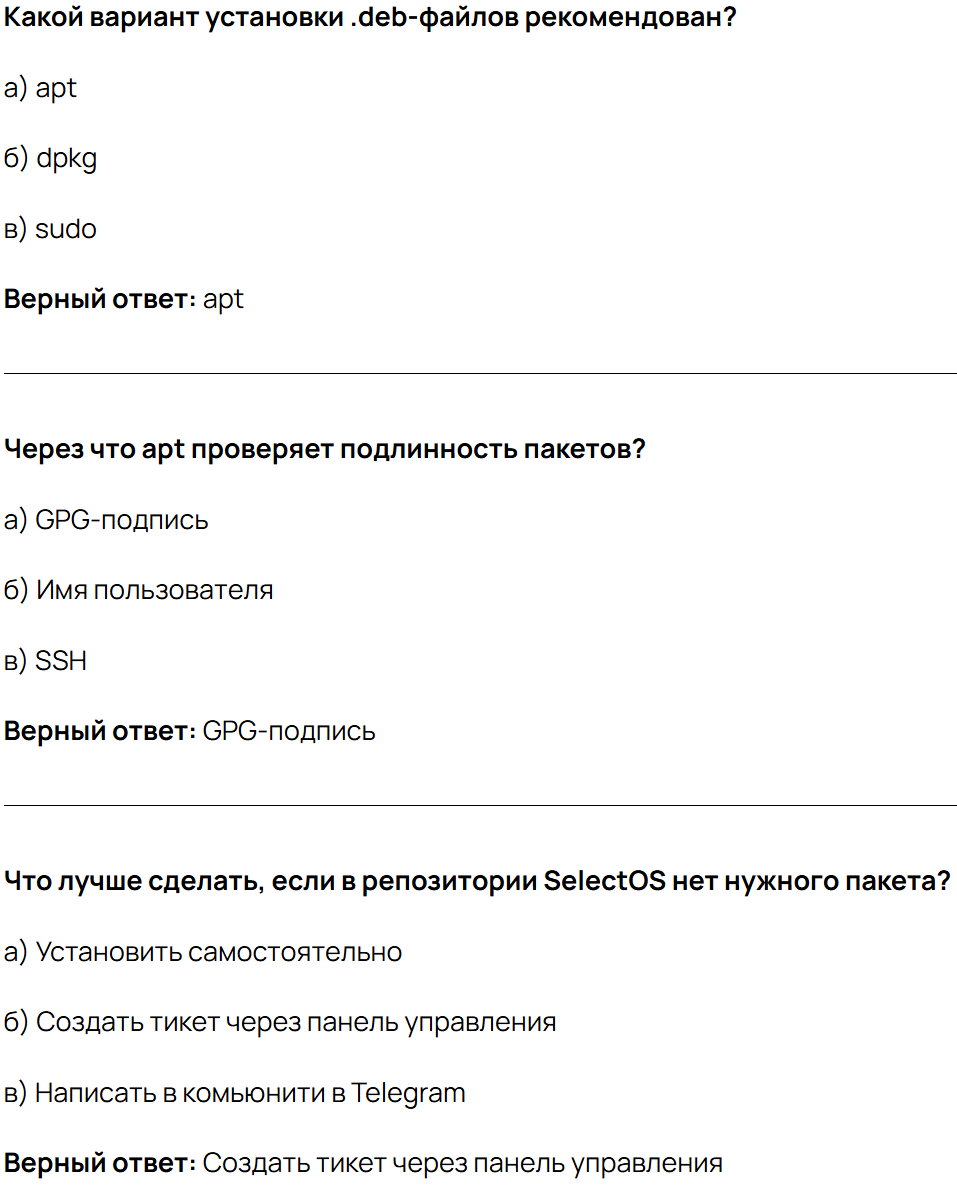 Какой вариант установки .deb-файлов рекомендован?
а) apt
б) dpkg
в) sudo
Верный ответ: apt
Через что apt проверяет подлинность пакетов?
а) GPG-подпись
б) Имя пользователя
в) SSH
Верный ответ: GPG-подпись
Что лучше сделать, если в репозитории SelectOS нет нужного пакета?
а) Установить самостоятельно
б) Создать тикет через панель управления
в) Написать в комьюнити в Telegram
Верный ответ: Создать тикет через панель управления